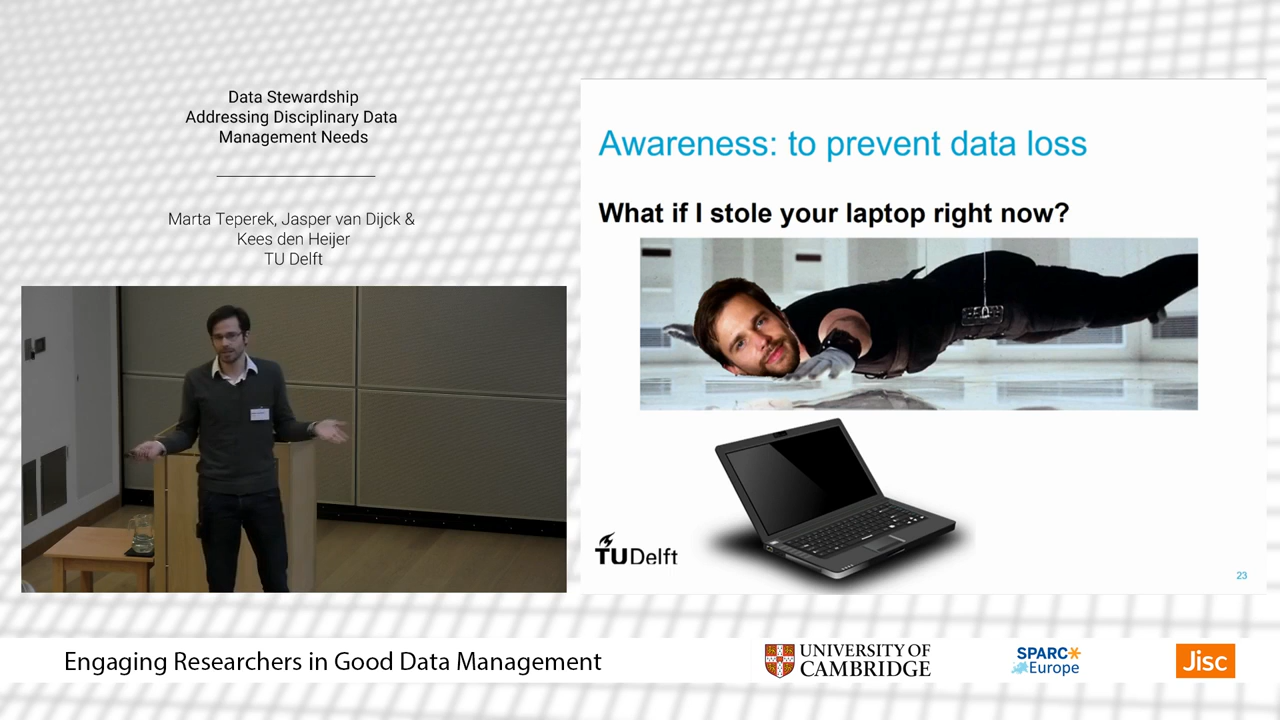 Data Stewardship
Addressing Disciplinary Data
Management Needs
Marta Teperek, Jasper van Dijck &
Kees den Heijer
TU Delft
Awareness: to prevent data loss
What if I stole your laptop right now?
TUDelft
23
Engaging Researchers in Good Data Management
UNIVERSITY OF
CAMBRIDGE
SPARC*
Europe
Jisc